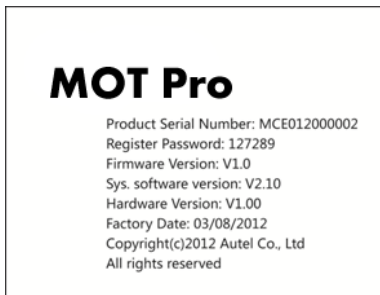 MOT Pro
Product Serial Number: MCE012000002
Register Password: 127289
Firmware Version: V1.0
Sys. software version: V2.10
Hardware Version: V1.00
Factory Date: 03/08/2012
Copyright(c)2012 Autel Co., Ltd
All rights reserved